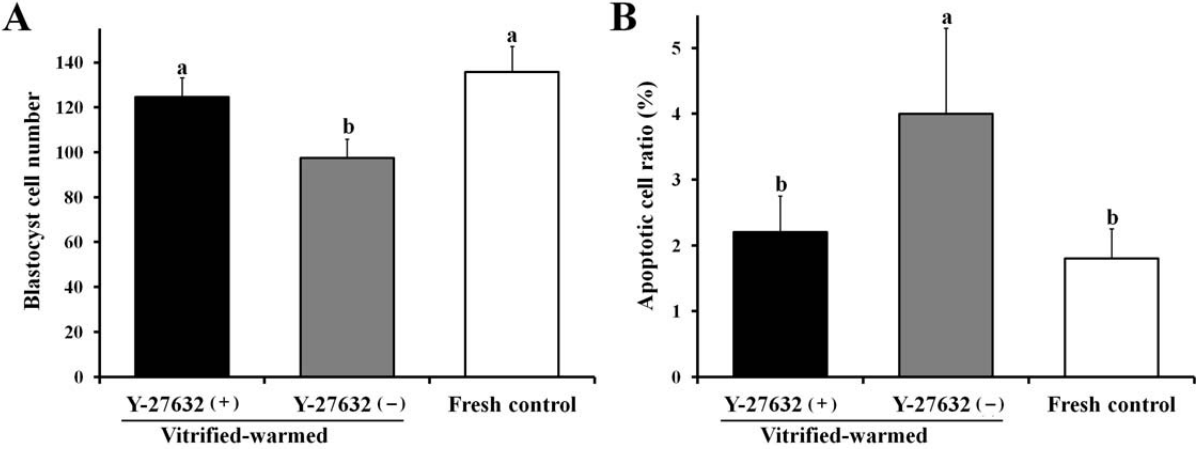 A
Blastocyst cell number
140
120
100
80
60
40
20
0
a
b
a
Y-27632 (+)
Y-27632 (−)
Fresh control
Vitrified-warmed
B
Apoptotic cell ratio (%)
5
4
3
2
1
0
b
a
b
Y-27632 (+)
Y-27632 (−)
Fresh control
Vitrified-warmed